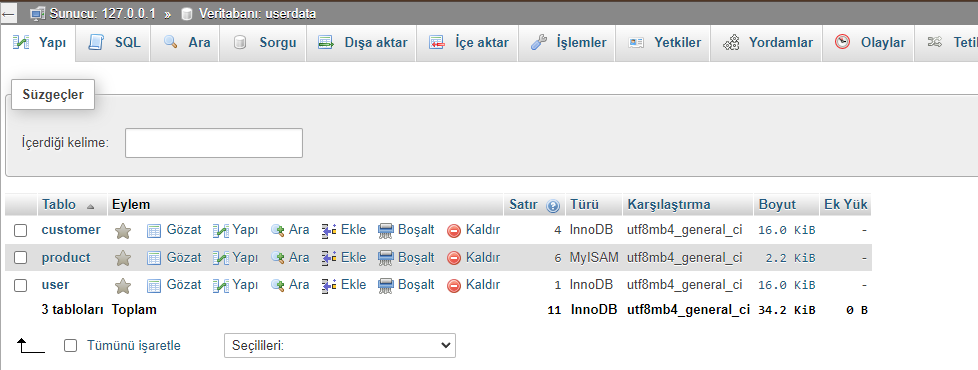 Sunucu: 127.0.0.1 » Veritabanı: userdata
Yapı SQL Ara Sorgu Dışa aktar İçe aktar İşlemler Yetkiler Yordamlar Olaylar Teti
Süzgeçler
İçerdiği kelime:
Tablo Eylem Satır Türü Karşılaştırma Boyut Ek Yük
customer Gözat Yapı Ara Ekle Boşalt Kaldır 4 InnoDB utf8mb4_general_ci 16.0 KiB -
product Gözat Yapı Ara Ekle Boşalt Kaldır 6 MyISAM utf8mb4_general_ci 2.2 KiB -
user Gözat Yapı Ara Ekle Boşalt Kaldır 1 InnoDB utf8mb4_general_ci 16.0 KiB -
3 tabloları Toplam 11 InnoDB utf8mb4_general_ci 34.2 KiB 0 B
Tümünü işaretle Seçilileri: